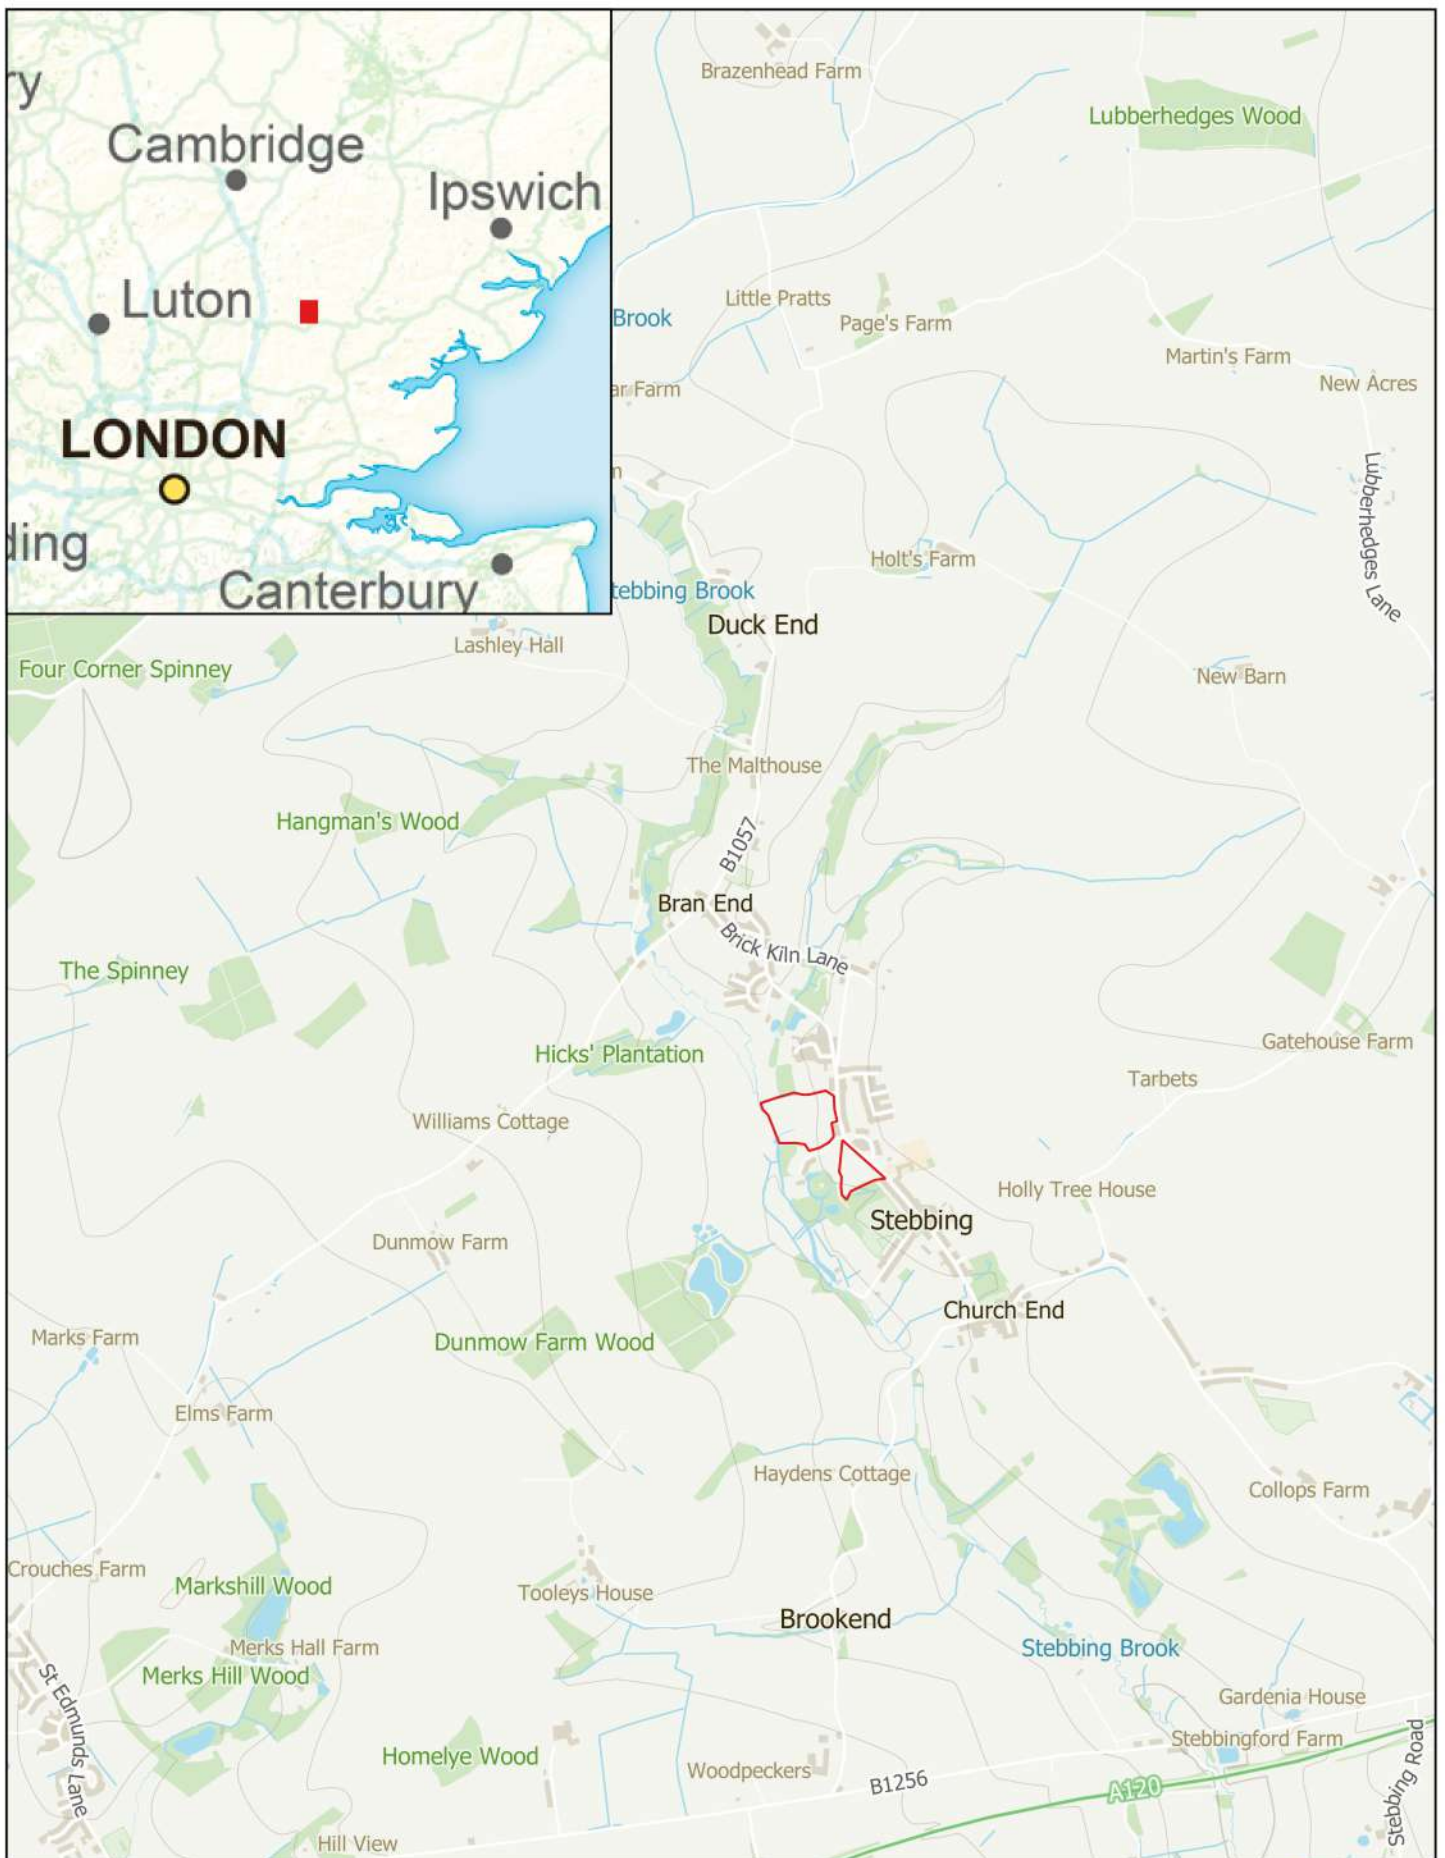 ry
Cambridge
Ipswich
Luton
LONDON
ding
Canterbury
Brazenhead Farm
Lubberhedges Wood
Little Pratts
Brook
Page's Farm
Martin's Farm
New Acres
ar Farm
Lubberhedges Lane
Holt's Farm
tebbing Brook
Duck End
Lashley Hall
Four Corner Spinney
New Barn
The Malthouse
Hangman's Wood
B1057
Bran End
Brick Kiln Lane
The Spinney
Gatehouse Farm
Hicks' Plantation
Tarbets
Williams Cottage
Holly Tree House
Stebbing
Dunmow Farm
Church End
Marks Farm
Dunmow Farm Wood
Elms Farm
Haydens Cottage
Collops Farm
Crouches Farm
Markshill Wood
Tooleys House
Brookend
Merks Hall Farm
Stebbing Brook
Merks Hill Wood
St Edmunds Lane
Gardenia House
Stebbingford Farm
Homelye Wood
Woodpeckers
B1256
A120
Stebbing Road
Hill View